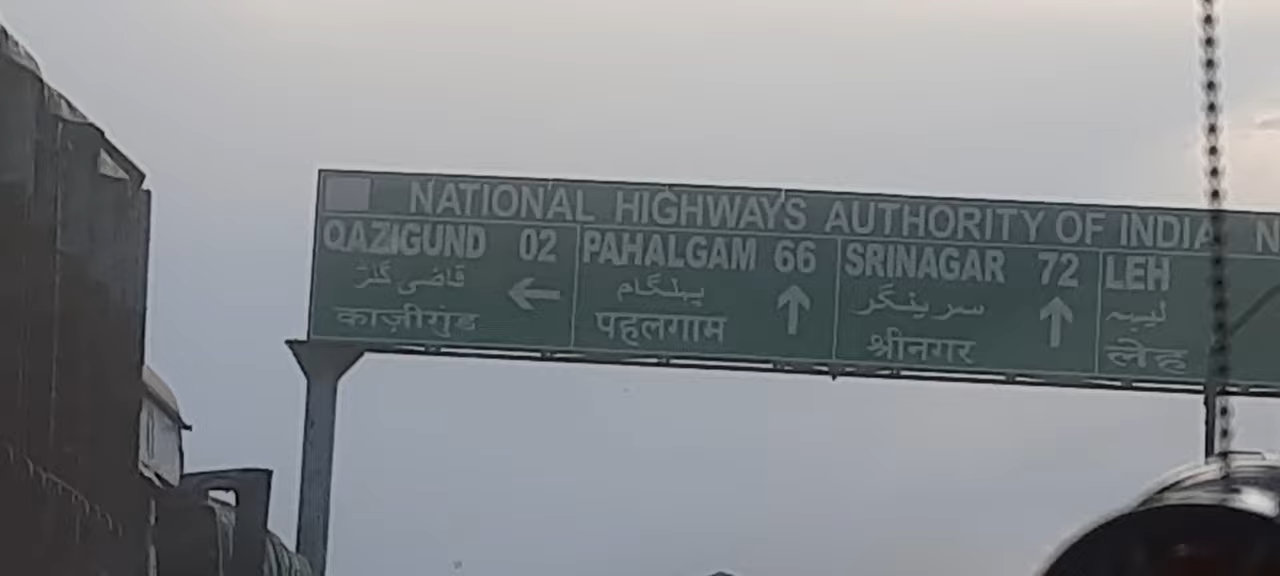 NATIONAL HIGHWAYS AUTHORITY OF INDIA
QAZIGUND 02
قاضی گنڈ
काज़ीगुंड
PAHALGAM 66
پہلگام
पहलगाम
SRINAGAR 72
سرینگر
श्रीनगर
LEH
لیہہ
लेह